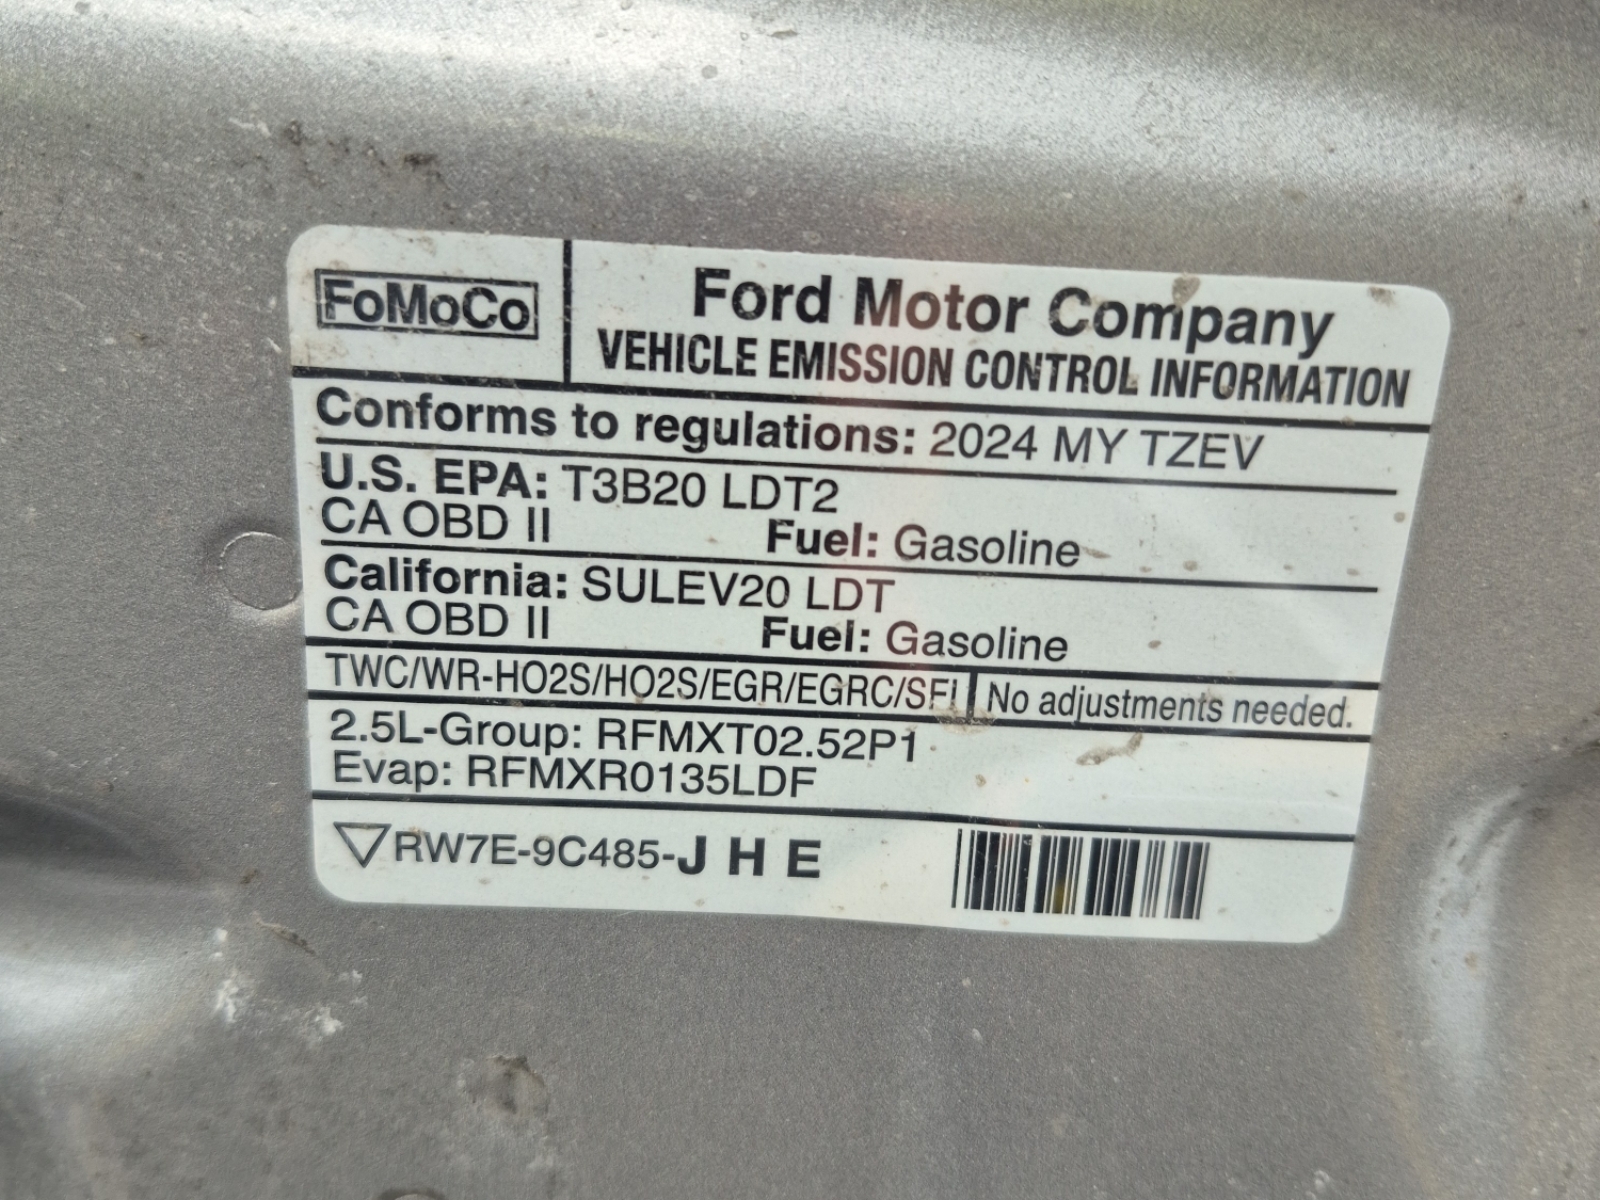 FoMoCo
Ford Motor Company
VEHICLE EMISSION CONTROL INFORMATION
Conforms to regulations: 2024 MY TZEV
U.S. EPA: T3B20 LDT2
CA OBD II Fuel: Gasoline
California: SULEV20 LDT
CA OBD II Fuel: Gasoline
TWC/WR-HO2S/HO2S/EGR/EGRC/SFI No adjustments needed.
2.5L-Group: RFMXT02.52P1
Evap: RFMXR0135LDF
RW7E-9C485-J H E